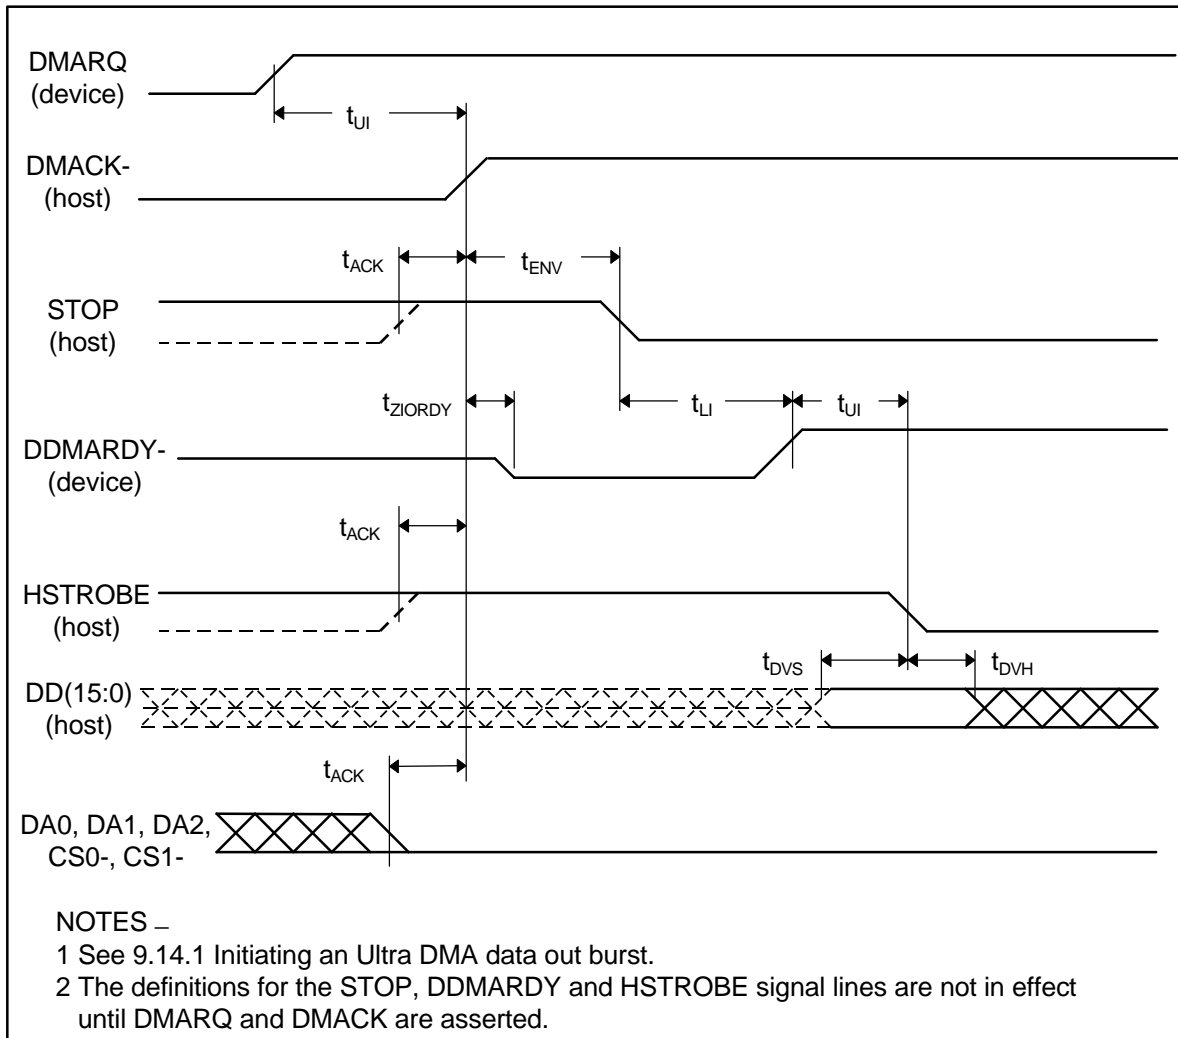 DMARQ
(device)
tUI
DMACK-
(host)
tACK
tENV
STOP
(host)
tZIORDY
tLI
tUI
DDMARDY-
(device)
tACK
HSTROBE
(host)
tDVS
tDVH
DD(15:0)
(host)
tACK
DA0, DA1, DA2,
CS0-, CS1-
NOTES –
1 See 9.14.1 Initiating an Ultra DMA data out burst.
2 The definitions for the STOP, DDMARDY and HSTROBE signal lines are not in effect
until DMARQ and DMACK are asserted.